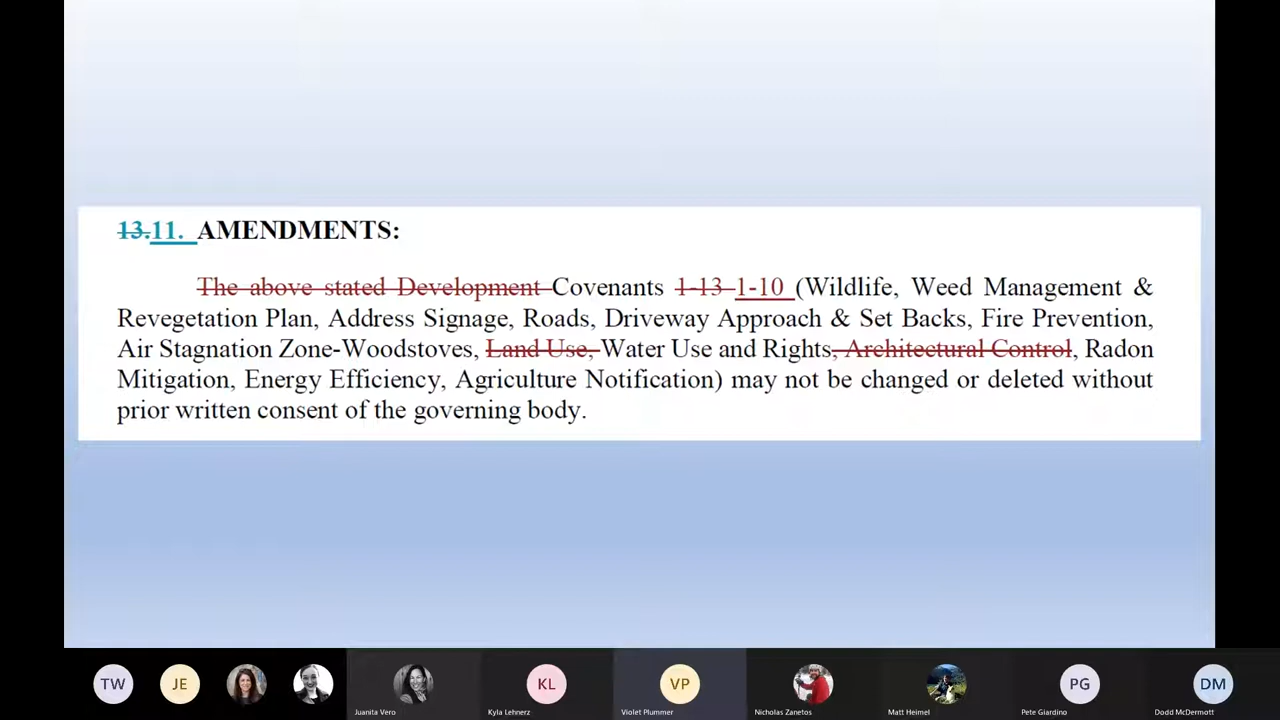 13.11. AMENDMENTS:
The above stated Development Covenants 1-13 1-10 (Wildlife, Weed Management &
Revegetation Plan, Address Signage, Roads, Driveway Approach & Set Backs, Fire Prevention,
Air Stagnation Zone-Woodstoves, Land Use, Water Use and Rights, Architectural Control, Radon
Mitigation, Energy Efficiency, Agriculture Notification) may not be changed or deleted without
prior written consent of the governing body.
TW JE KL VP PG DM
Juanita Vero Kyla Lehnerz Violet Plummer Nicholas Zanetos Matt Heimel Pete Giardino Dodd McDermott